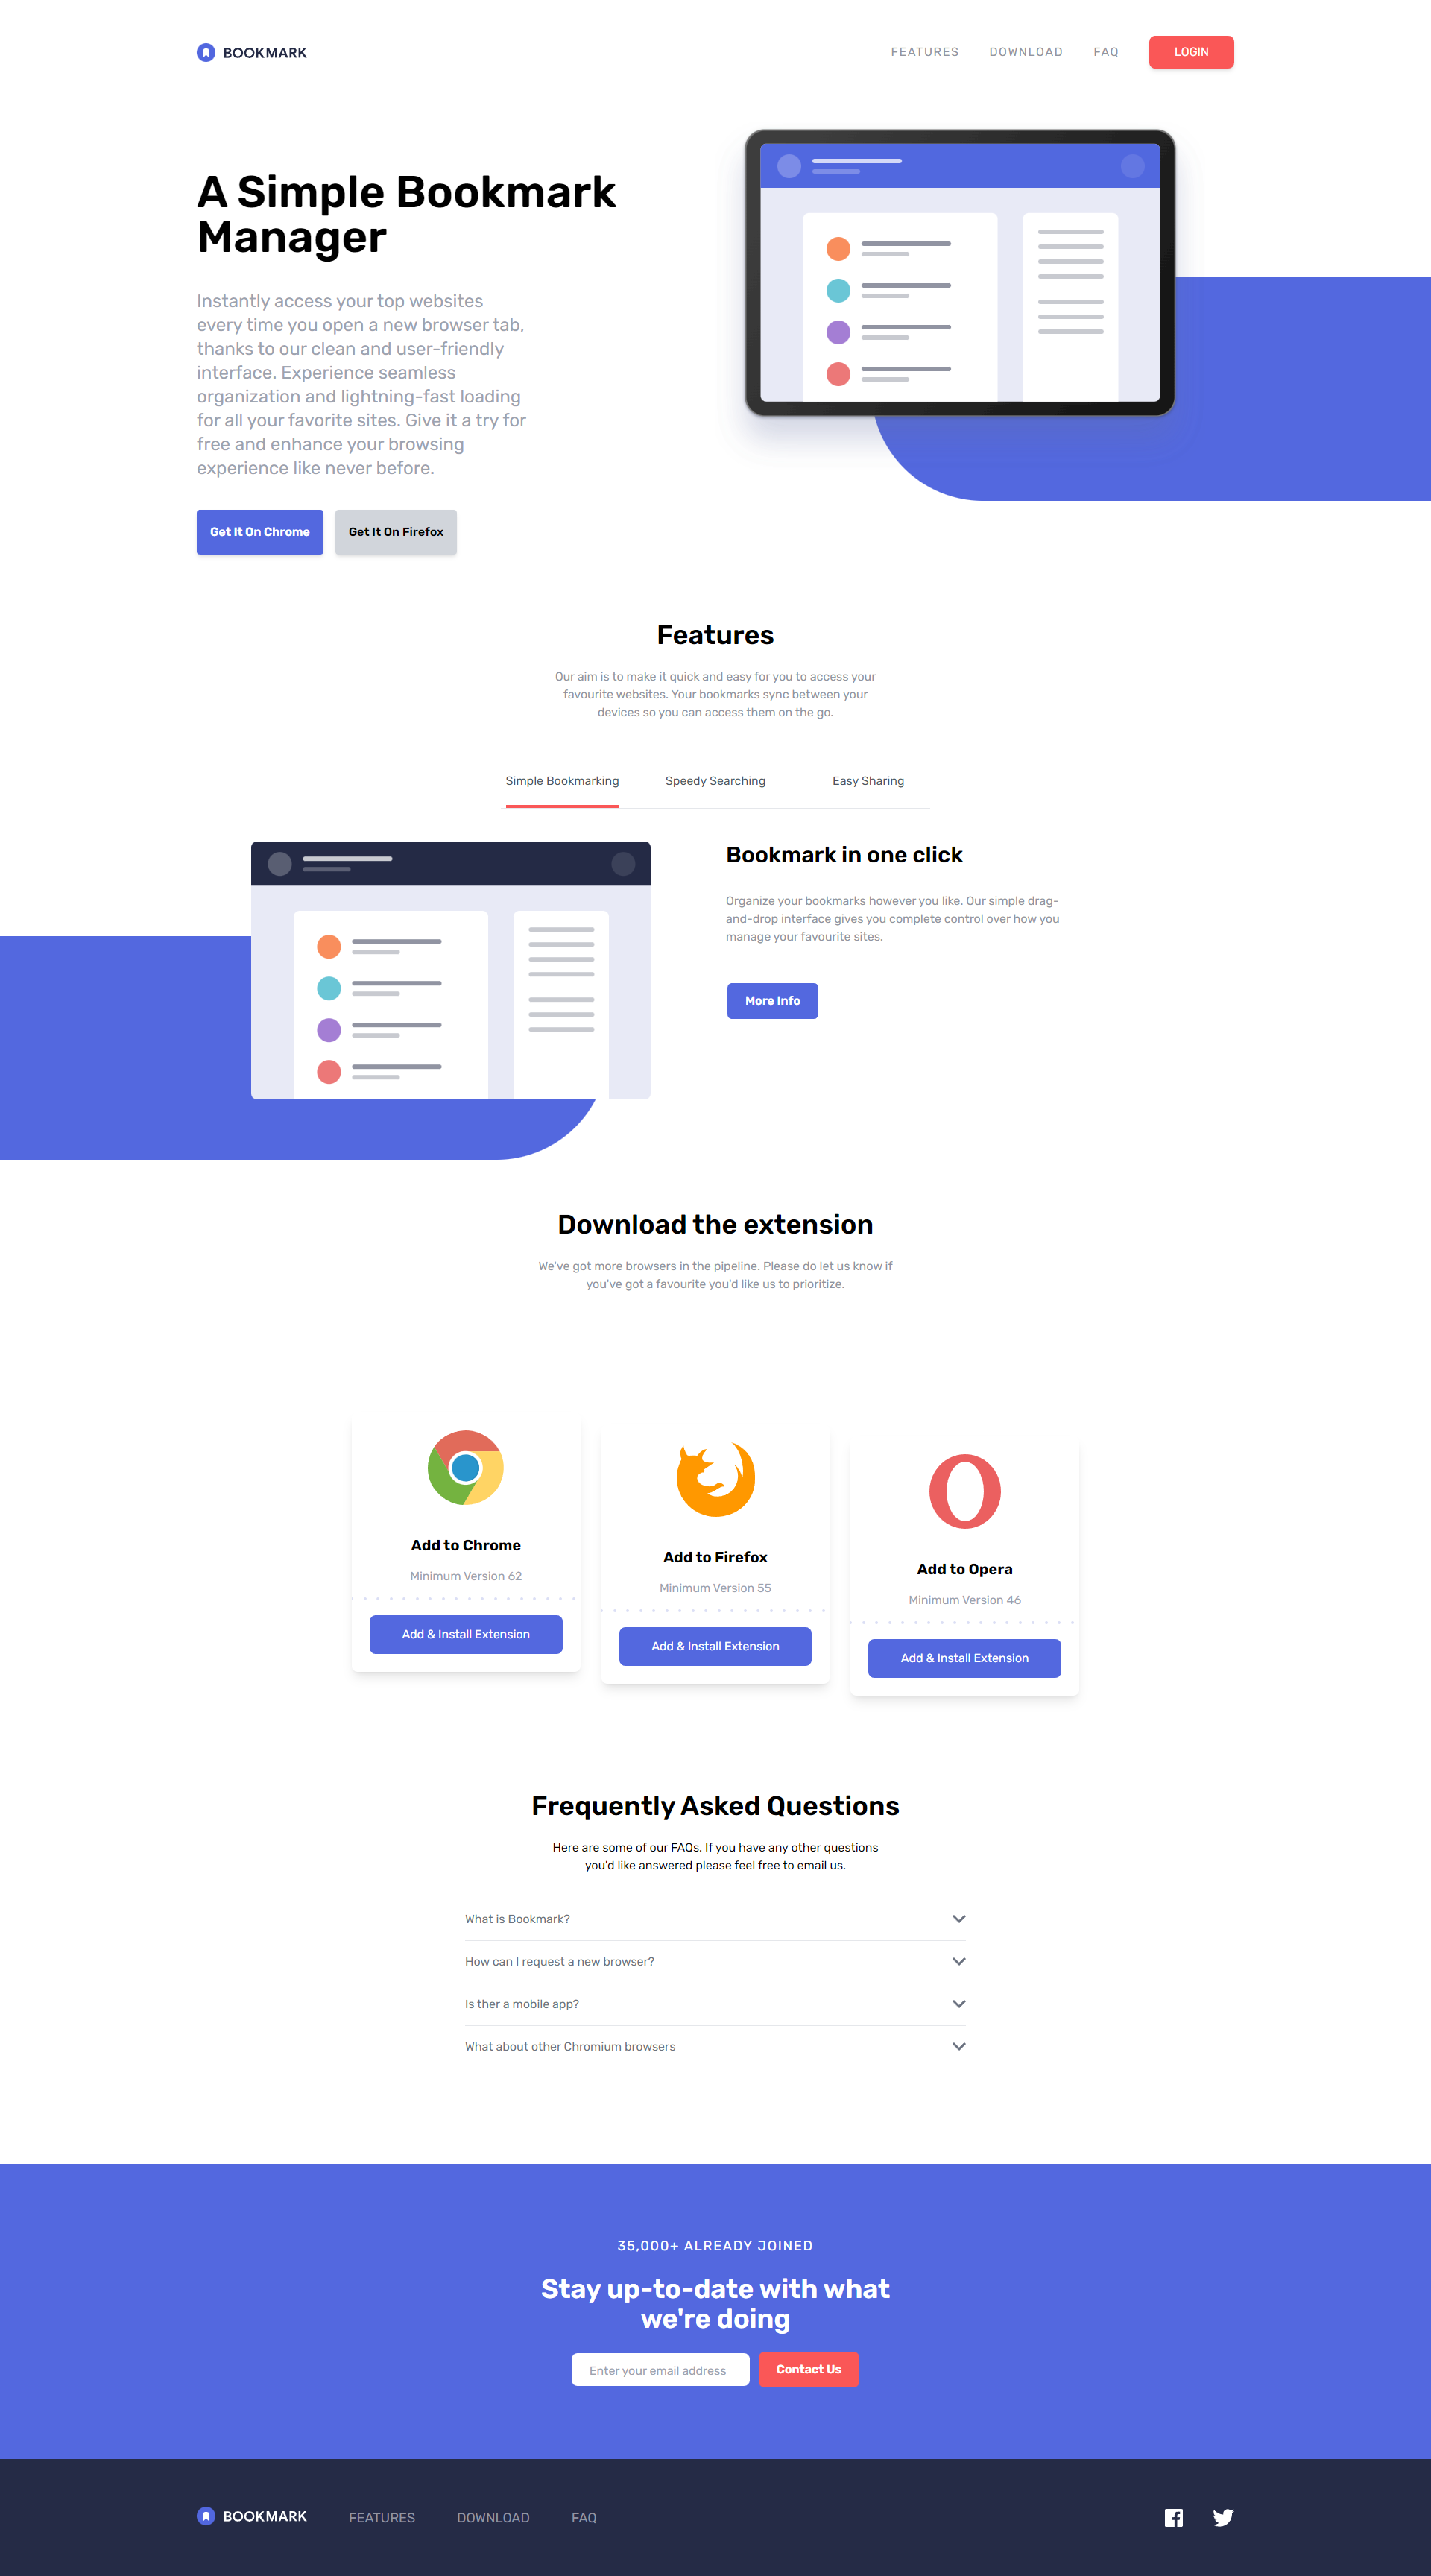 BOOKMARK
FEATURES
DOWNLOAD
FAQ
LOGIN
A Simple Bookmark
Manager
Instantly access your top websites
every time you open a new browser tab,
thanks to our clean and user-friendly
interface. Experience seamless
organization and lightning-fast loading
for all your favorite sites. Give it a try for
free and enhance your browsing
experience like never before.
Get It On Chrome
Get It On Firefox
Features
Our aim is to make it quick and easy for you to access your
favourite websites. Your bookmarks sync between your
devices so you can access them on the go.
Simple Bookmarking
Speedy Searching
Easy Sharing
Bookmark in one click
Organize your bookmarks however you like. Our simple drag-
and-drop interface gives you complete control over how you
manage your favourite sites.
More Info
Download the extension
We've got more browsers in the pipeline. Please do let us know if
you've got a favourite you'd like us to prioritize.
Add to Chrome
Minimum Version 62
Add & Install Extension
Add to Firefox
Minimum Version 55
Add & Install Extension
Add to Opera
Minimum Version 46
Add & Install Extension
Frequently Asked Questions
Here are some of our FAQs. If you have any other questions
you'd like answered please feel free to email us.
What is Bookmark?
How can I request a new browser?
Is ther a mobile app?
What about other Chromium browsers
35,000+ ALREADY JOINED
Stay up-to-date with what
we're doing
Enter your email address
Contact Us
BOOKMARK
FEATURES
DOWNLOAD
FAQ